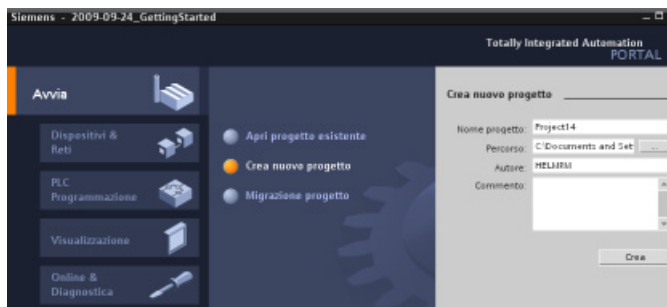 Siemens - 2009-09-24_GettingStarted
Totally Integrated Automation
PORTAL
Avvia
Dispositivi &
Reti
PLC
Programmazione
Visualizzazione
Online &
Diagnostica
Apri progetto esistente
Crea nuovo progetto
Migrazione progetto
Crea nuovo progetto
Nome progetto: Project14
Percorso: C:\Documents and Set ...
Autore: HELMRM
Commento:
Crea